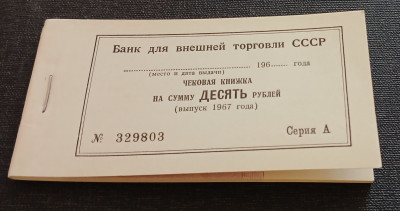 Банк для внешней торговли СССР
196 года
(место и дата выдачи)
ЧЕКОВАЯ КНИЖКА
НА СУММУ ДЕСЯТЬ РУБЛЕЙ
(выпуск 1967 года)
№ 329803 Серия А